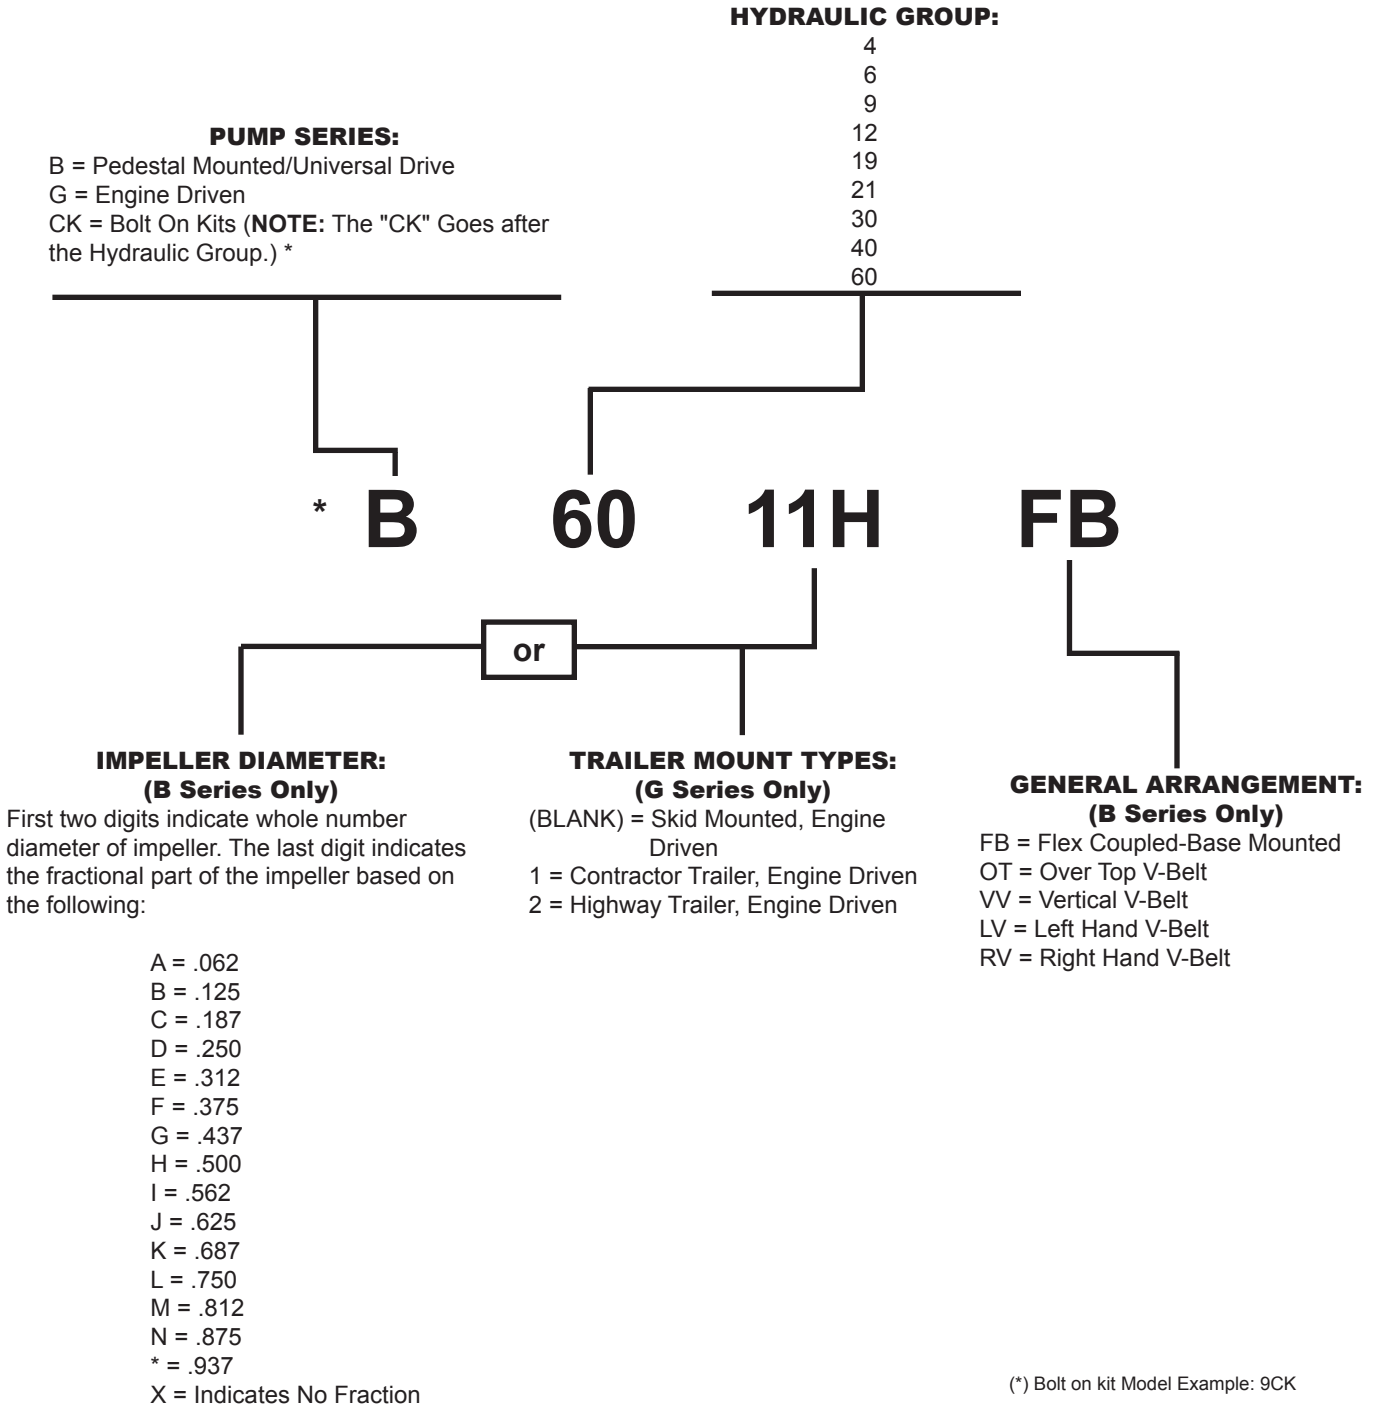 HYDRAULIC GROUP:
4
6
9
12
19
21
30
40
60
PUMP SERIES:
B = Pedestal Mounted/Universal Drive
G = Engine Driven
CK = Bolt On Kits (NOTE: The "CK" Goes after
the Hydraulic Group.) *
* B 60 11H FB
or
IMPELLER DIAMETER:
(B Series Only)
First two digits indicate whole number
diameter of impeller. The last digit indicates
the fractional part of the impeller based on
the following:
A = .062
B = .125
C = .187
D = .250
E = .312
F = .375
G = .437
H = .500
I = .562
J = .625
K = .687
L = .750
M = .812
N = .875
* = .937
X = Indicates No Fraction
TRAILER MOUNT TYPES:
(G Series Only)
(BLANK) = Skid Mounted, Engine
Driven
1 = Contractor Trailer, Engine Driven
2 = Highway Trailer, Engine Driven
GENERAL ARRANGEMENT:
(B Series Only)
FB = Flex Coupled-Base Mounted
OT = Over Top V-Belt
VV = Vertical V-Belt
LV = Left Hand V-Belt
RV = Right Hand V-Belt
(*) Bolt on kit Model Example: 9CK